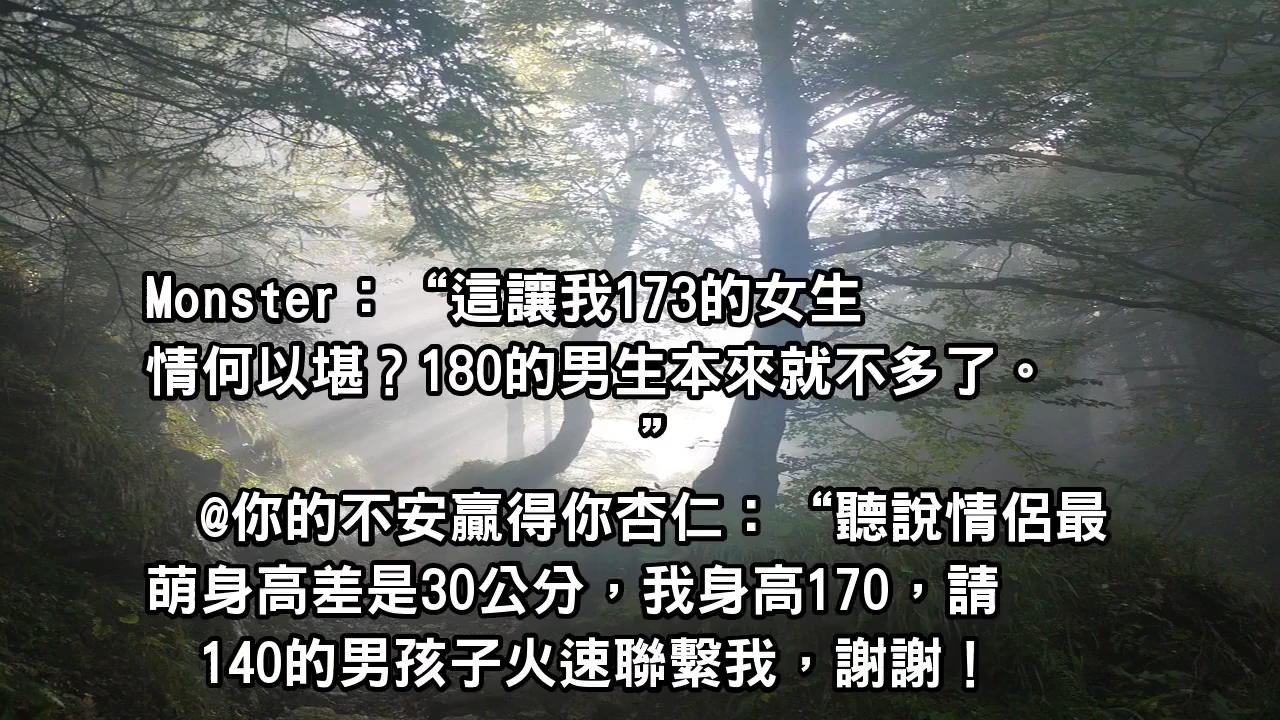 Monster：“這讓我173的女生
情何以堪？180的男生本來就不多了。
”
@你的不安贏得你杏仁：“聽說情侶最
萌身高差是30公分，我身高170，請
140的男孩子火速聯繫我，謝謝！